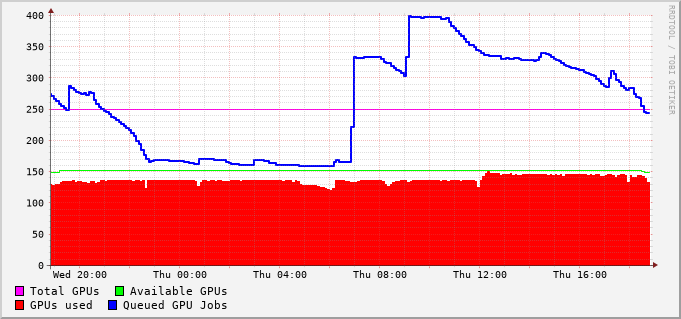 400
350
300
250
200
150
100
50
0
Wed 20:00 Thu 00:00 Thu 04:00 Thu 08:00 Thu 12:00 Thu 16:00
Total GPUs Available GPUs
GPUs used Queued GPU Jobs
RRDTOOL / TOBI OETIKER